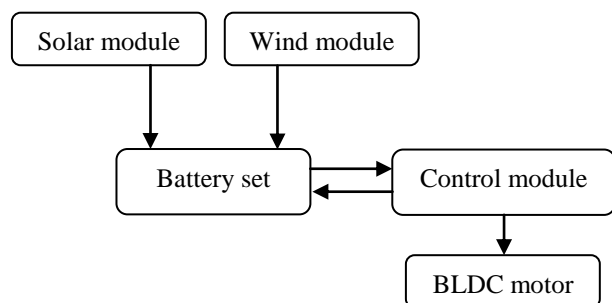 Solar module
Wind module
Battery set
Control module
BLDC motor